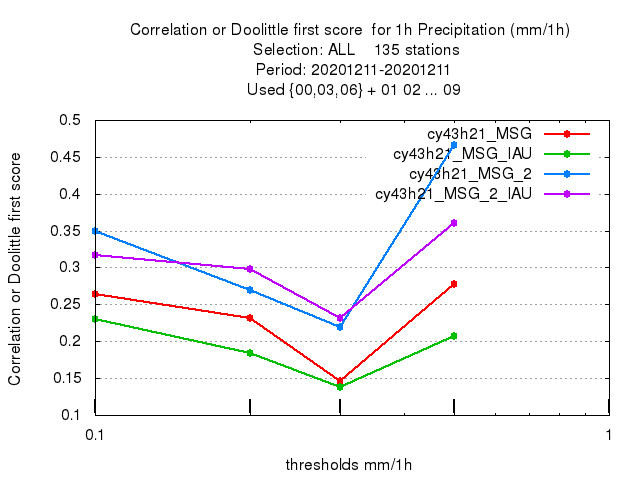 Correlation or Doolittle first score  for 1h Precipitation (mm/1h)
Selection: ALL    135 stations
Period: 20201211-20201211
Used {00,03,06} + 01 02 ... 09
cy43h21_MSG
cy43h21_MSG_IAU
cy43h21_MSG_2
cy43h21_MSG_2_IAU
Correlation or Doolittle first score
0.5
0.45
0.4
0.35
0.3
0.25
0.2
0.15
0.1
0.1
1
thresholds mm/1h